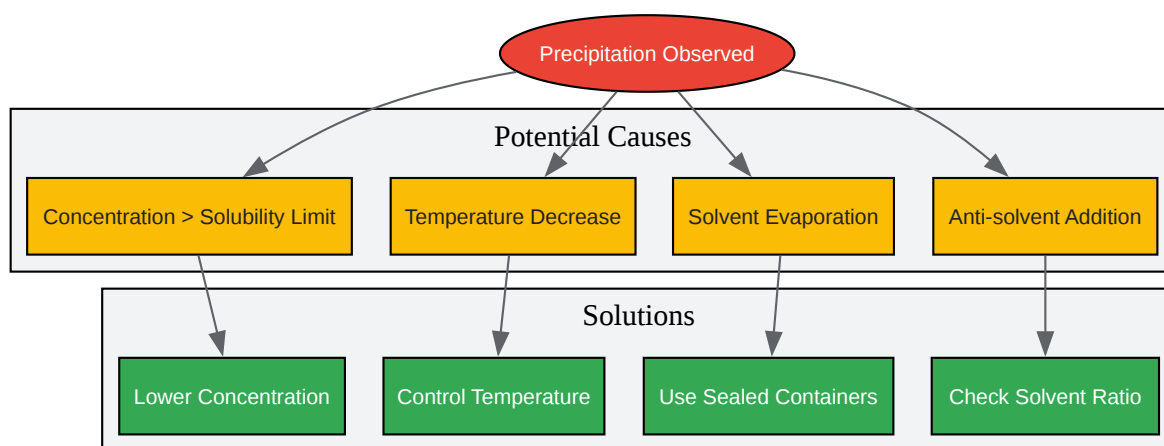 Precipitation Observed
Potential Causes
Concentration > Solubility Limit
Temperature Decrease
Solvent Evaporation
Anti-solvent Addition
Solutions
Lower Concentration
Control Temperature
Use Sealed Containers
Check Solvent Ratio